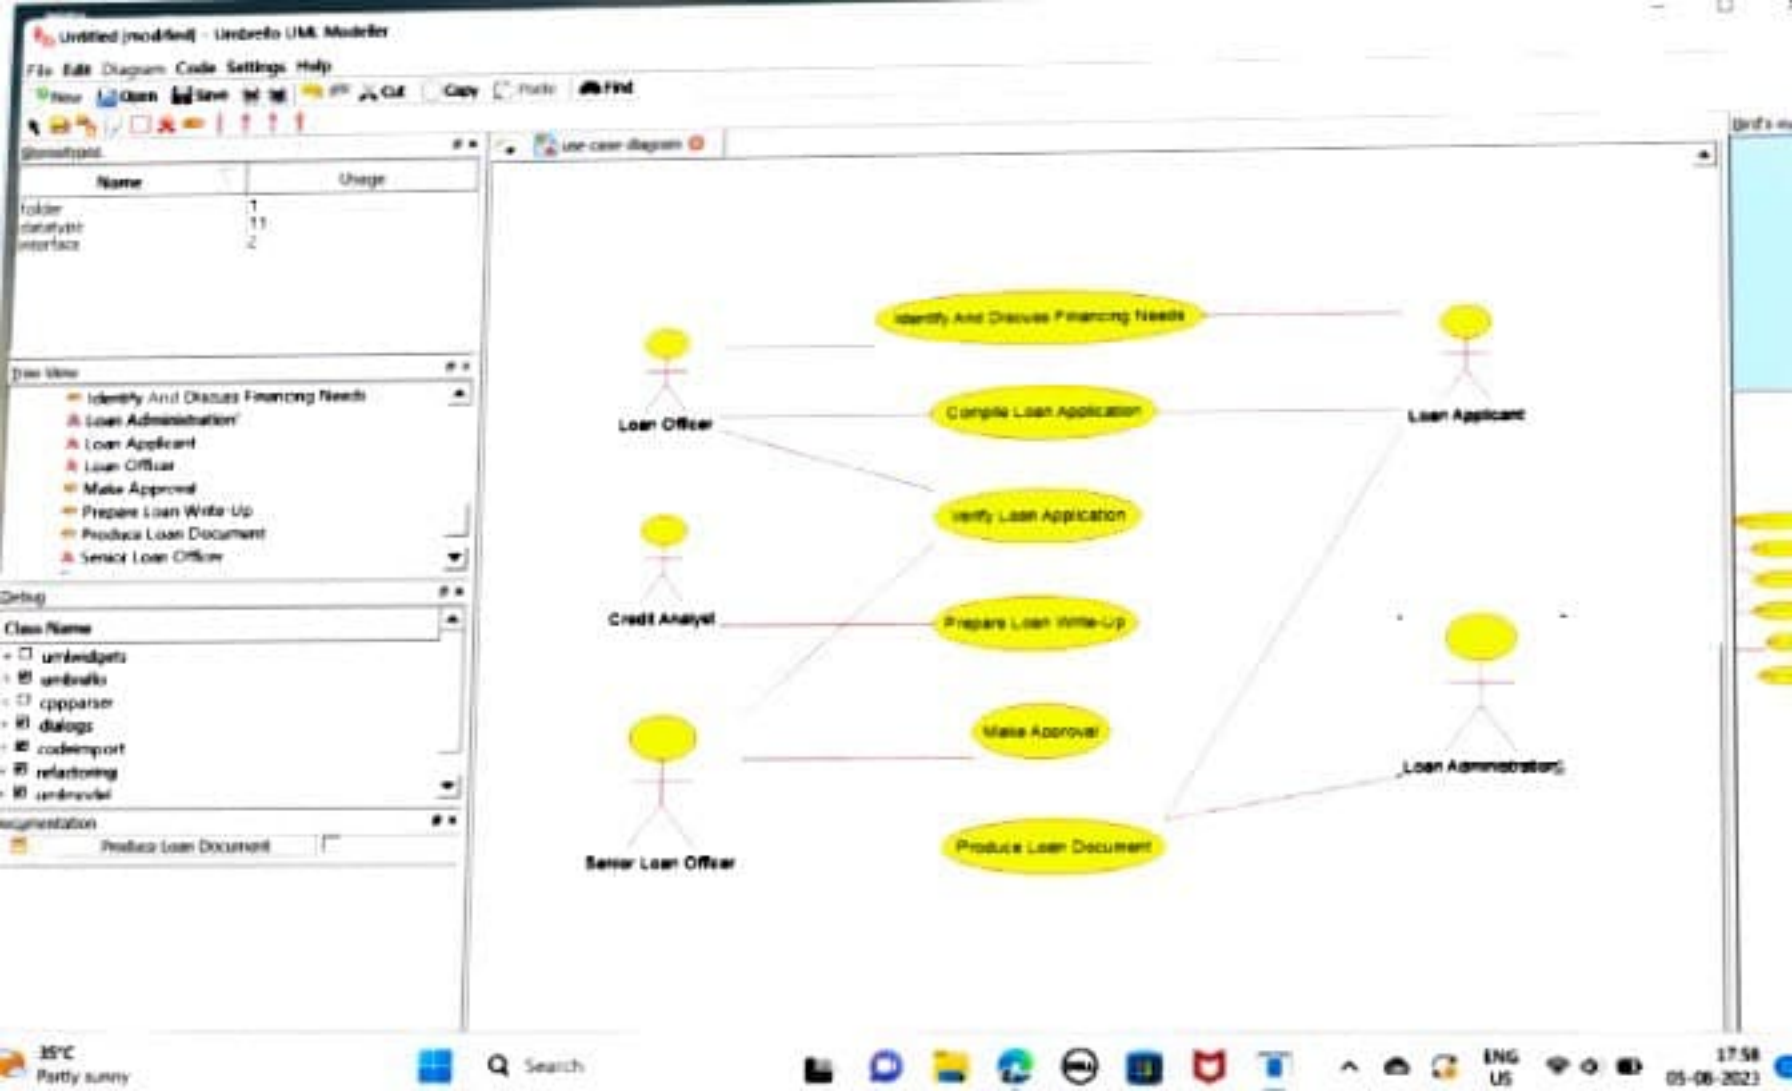 Untitled [modified] - Umbrello UML Modeller
File Edit Diagram Code Settings Help
New Open Save Cut Copy Paste Find
Stereotypes
Bird's
use case diagram
Name Usage
folder 1
datatype 11
interface 2
Tree View
Identify And Discuss Financing Needs
Loan Administration'
Loan Applicant
Loan Officer
Make Approval
Prepare Loan Write-Up
Produce Loan Document
Senior Loan Officer
Debug
Class Name
umlwidgets
umbrello
cppparser
dialogs
codeimport
refactoring
umlmodel
Documentation
Produce Loan Document
Identify And Discuss Financing Needs
Loan Officer
Compile Loan Application
Loan Applicant
Verify Loan Application
Credit Analyst
Prepare Loan Write-Up
Make Approval
Loan Administration
Produce Loan Document
Senior Loan Officer
35°C
Partly sunny
Search
ENG
US
17:58
05-08-2023